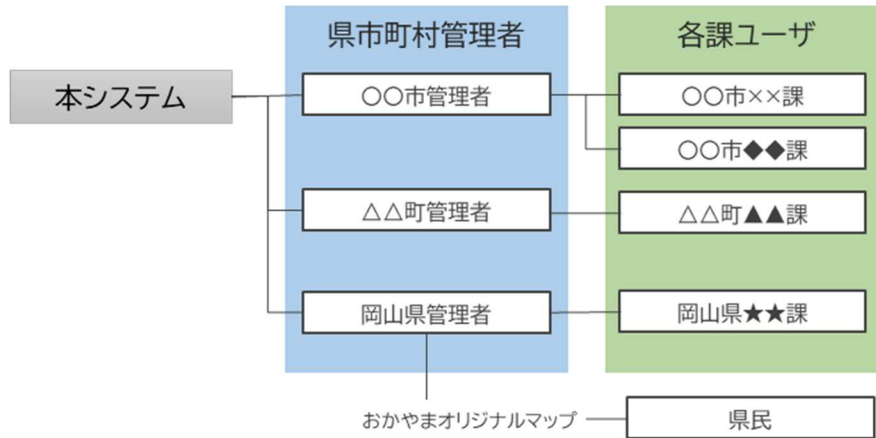 県市町村管理者
各課ユーザ
本システム
〇〇市管理者
〇〇市××課
〇〇市◆◆課
△△町管理者
△△町▲▲課
岡山県管理者
岡山県★★課
おかやまオリジナルマップ
県民